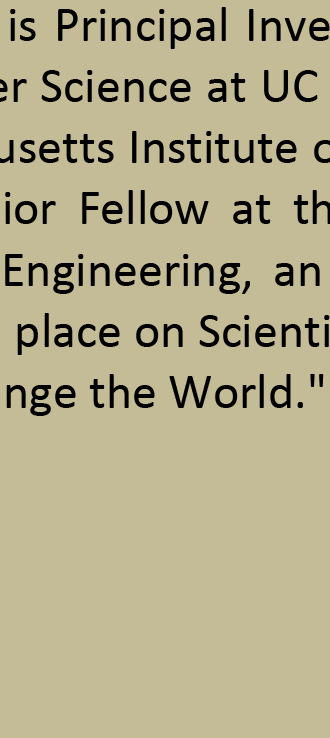 is Principal Inve
er Science at UC
usetts Institute o
ior Fellow at th
Engineering, an
place on Scienti
nge the World."